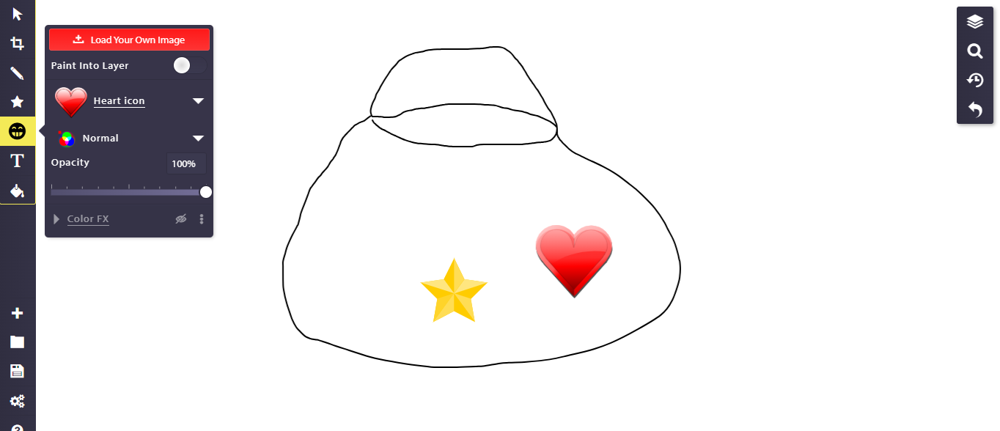 Load Your Own Image
Paint Into Layer
Heart icon
Normal
Opacity
100%
Color FX
T